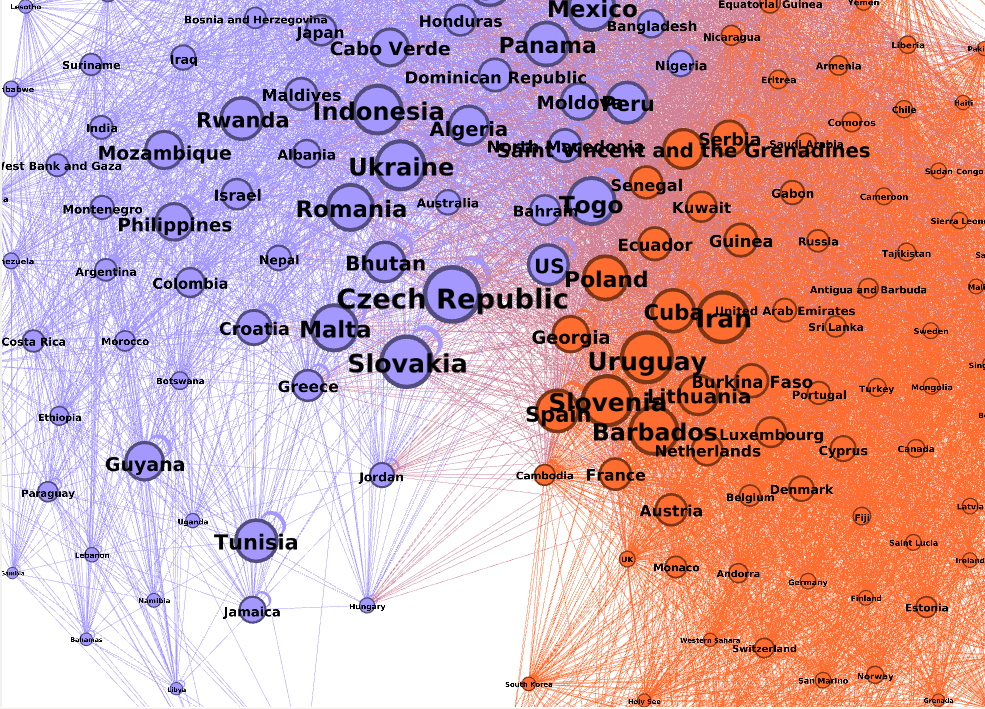 Lesotho
Bosnia and Herzegovina
Japan
Honduras
Mexico
Bangladesh
Equatorial Guinea
Yemen
Nicaragua
Liberia
Suriname
Iraq
Cabo Verde
Panama
Nigeria
Armenia
Dominican Republic
Eritrea
Maldives
Indonesia
Moldova
Peru
Chile
Haiti
India
Rwanda
Algeria
Comoros
Mozambique
Albania
Ukraine
North Macedonia
Saint Vincent and the Grenadines
Serbia
Saudi Arabia
West Bank and Gaza
Sudan Congo
Israel
Australia
Senegal
Gabon
Cameroon
Montenegro
Philippines
Romania
Bahrain
Togo
Kuwait
Sierra Leon
Ecuador
Guinea
Russia
Tajikistan
Argentina
Nepal
Bhutan
US
Poland
Colombia
Antigua and Barbuda
Mali
Czech Republic
Cuba
Iran
United Arab Emirates
Sri Lanka
Sweden
Costa Rica
Morocco
Croatia
Malta
Georgia
Slovakia
Uruguay
Botswana
Greece
Burkina Faso
Portugal
Turkey
Mongolia
Ethiopia
Spain
Slovenia
Lithuania
Barbados
Luxembourg
Netherlands
Cyprus
Canada
Guyana
Jordan
Cambodia
France
Paraguay
Belgium
Denmark
Latvia
Uganda
Austria
Fiji
Tunisia
Lebanon
Saint Lucia
UK
Monaco
Andorra
Germany
Ireland
Namibia
Hungary
Jamaica
Finland
Estonia
Bahamas
Western Sahara
Switzerland
Libya
South Korea
San Marino
Norway
Holy See
Grenada